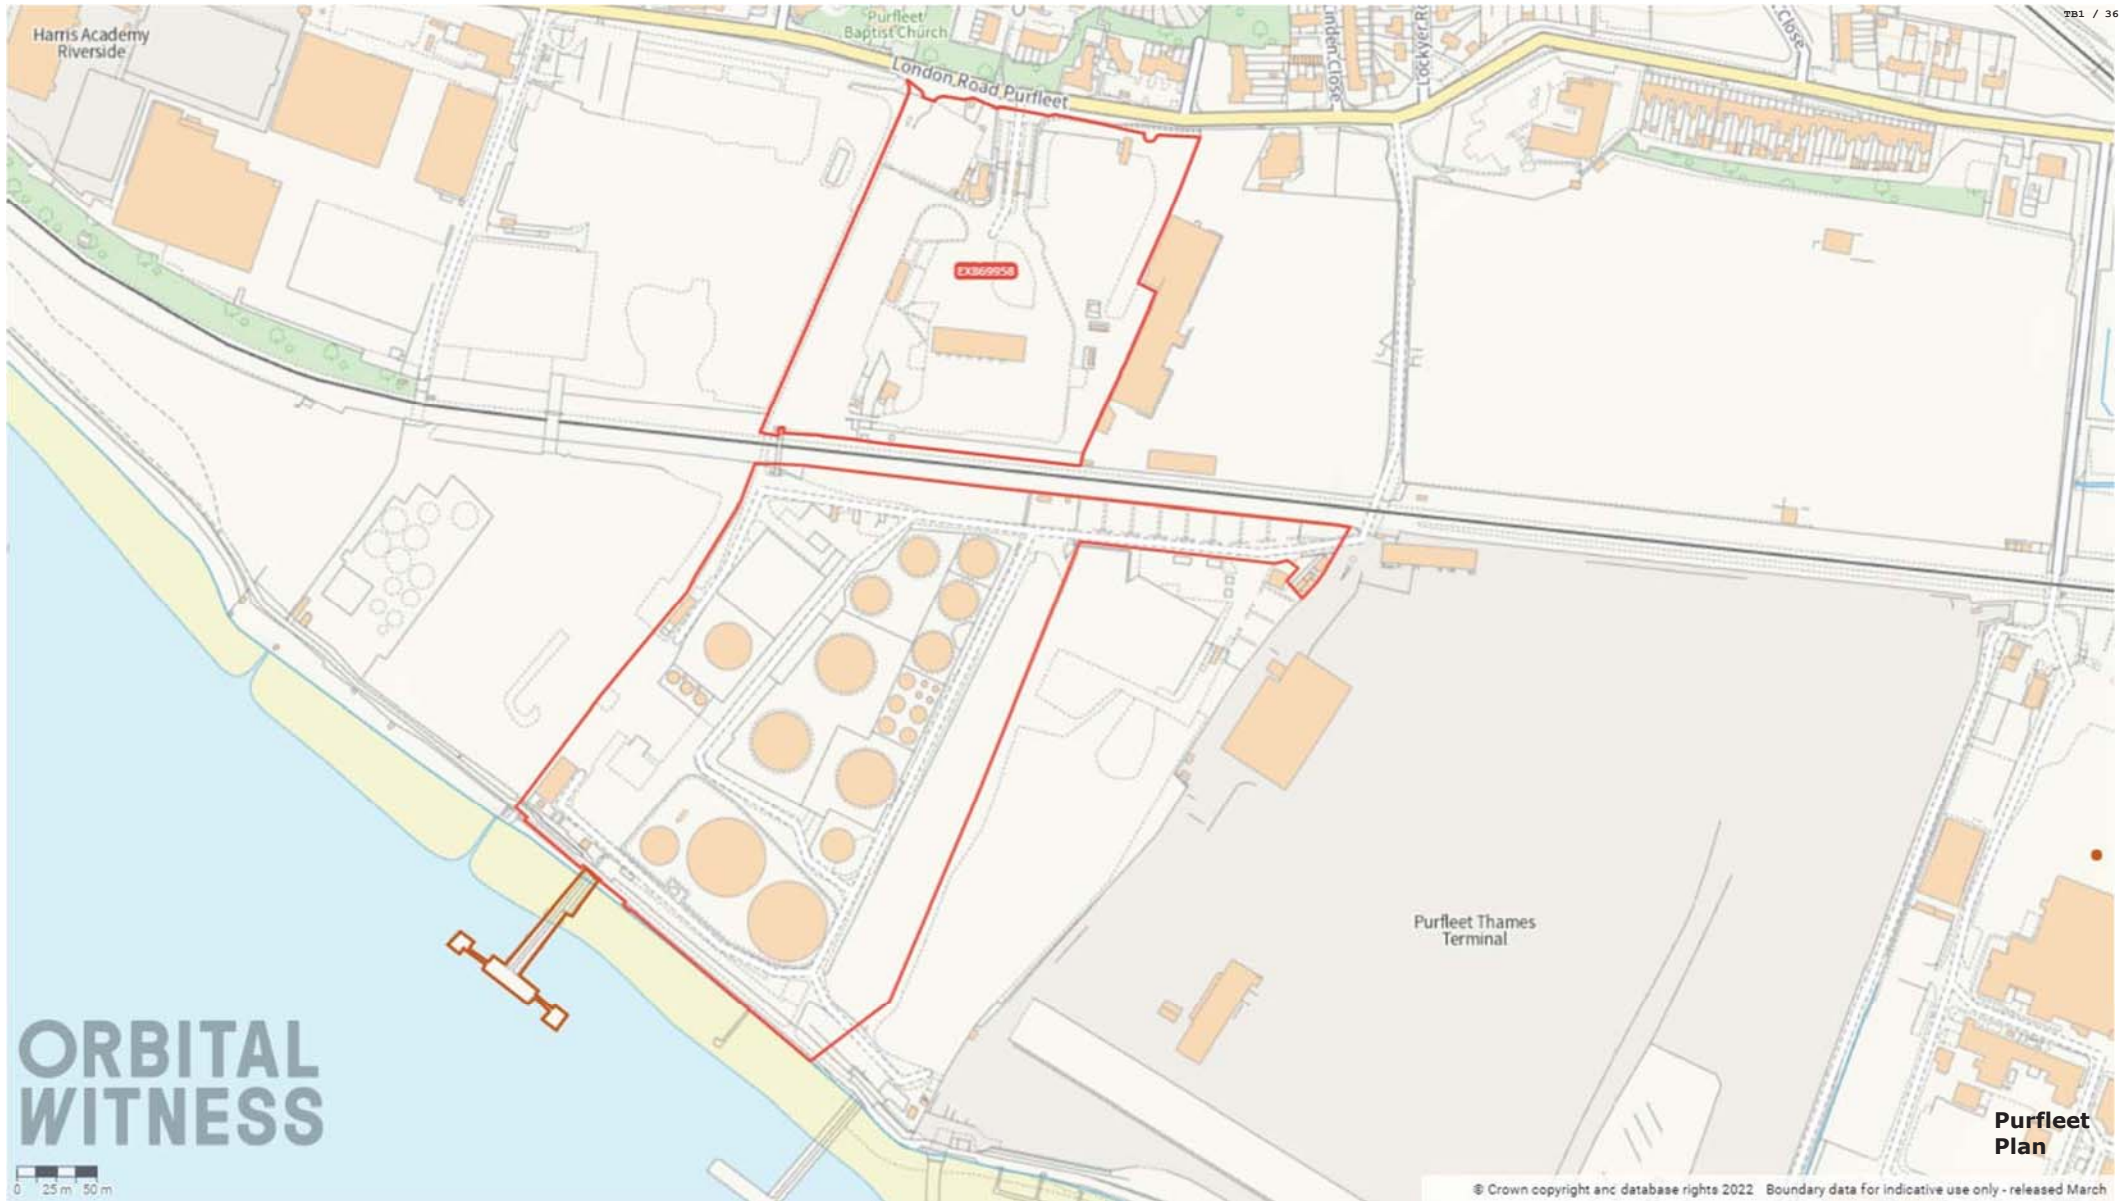 TB1 / 36
Harris Academy
Riverside
Purfleet
Baptist Church
London Road Purfleet
Linden Close
Lockyer Ro
Close
EX869958
Purfleet Thames
Terminal
ORBITAL
WITNESS
0 25 m 50 m
Purfleet
Plan
© Crown copyright and database rights 2022 Boundary data for indicative use only - released March